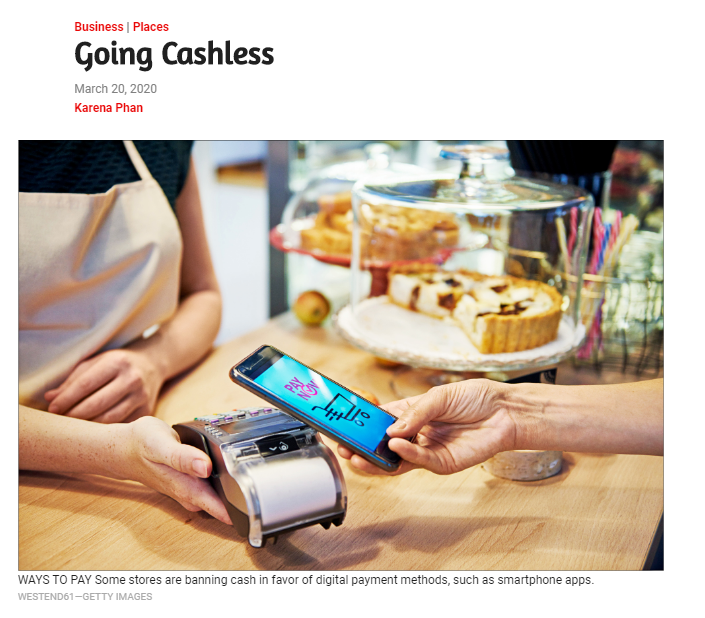 Business | Places
Going Cashless
March 20, 2020
Karena Phan
PAY
NOW
WAYS TO PAY Some stores are banning cash in favor of digital payment methods, such as smartphone apps.
WESTEND61—GETTY IMAGES